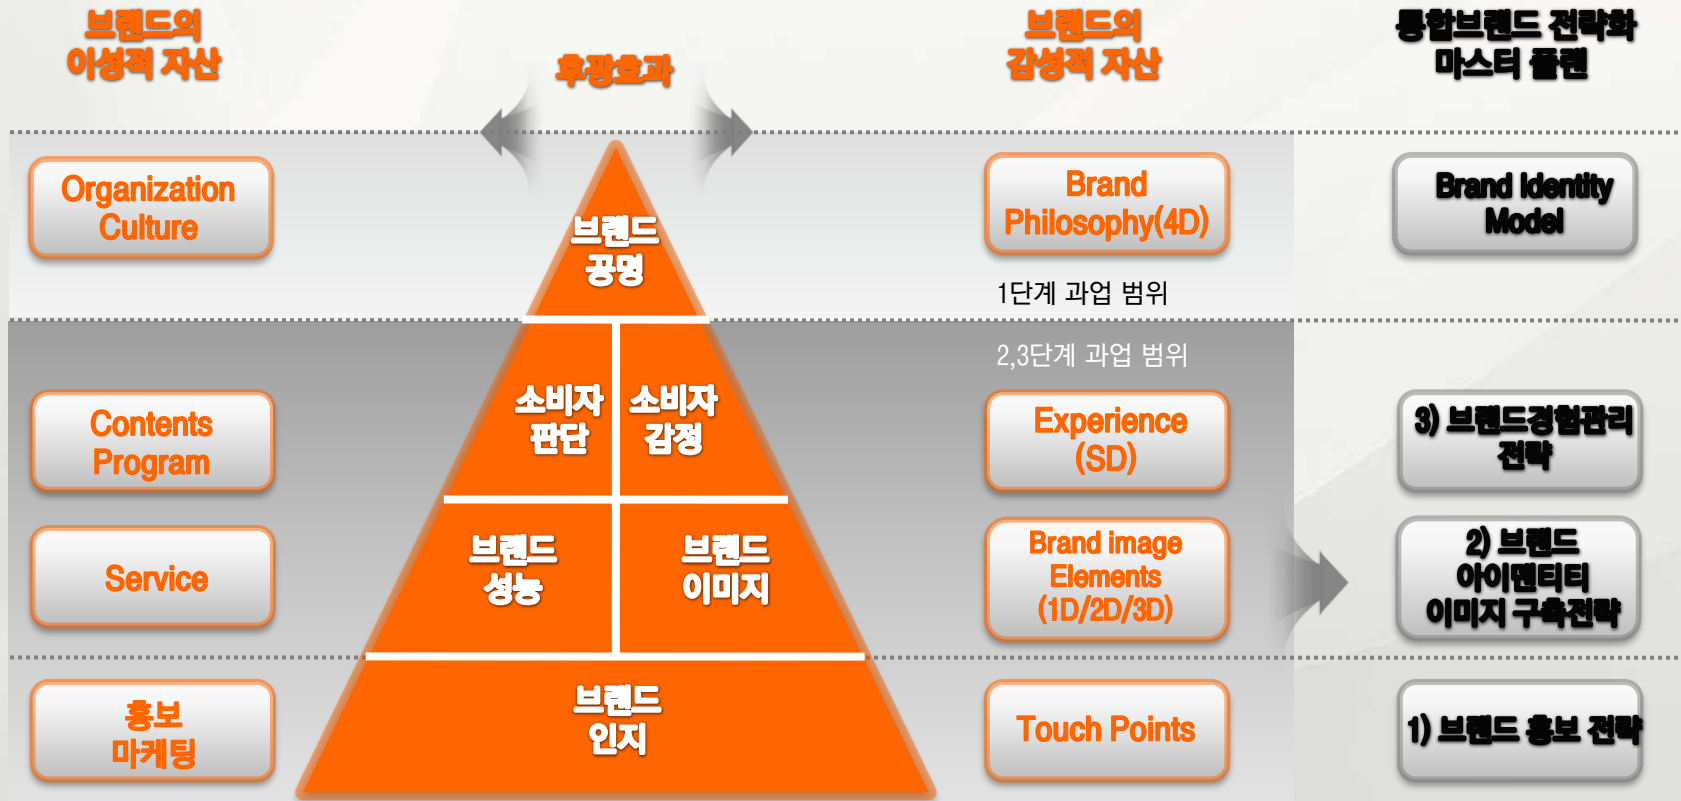 브랜드의
이성적 자산
후광효과
브랜드의
감성적 자산
통합브랜드 전략화
마스터 플랜
Organization
Culture
브랜드
공명
Brand
Philosophy(4D)
Brand Identity
Model
1단계 과업 범위
2,3단계 과업 범위
Contents
Program
소비자
판단
소비자
감정
Experience
(SD)
3) 브랜드경험관리
전략
Service
브랜드
성능
브랜드
이미지
Brand image
Elements
(1D/2D/3D)
2) 브랜드
아이덴티티
이미지 구축전략
홍보
마케팅
브랜드
인지
Touch Points
1) 브랜드 홍보 전략